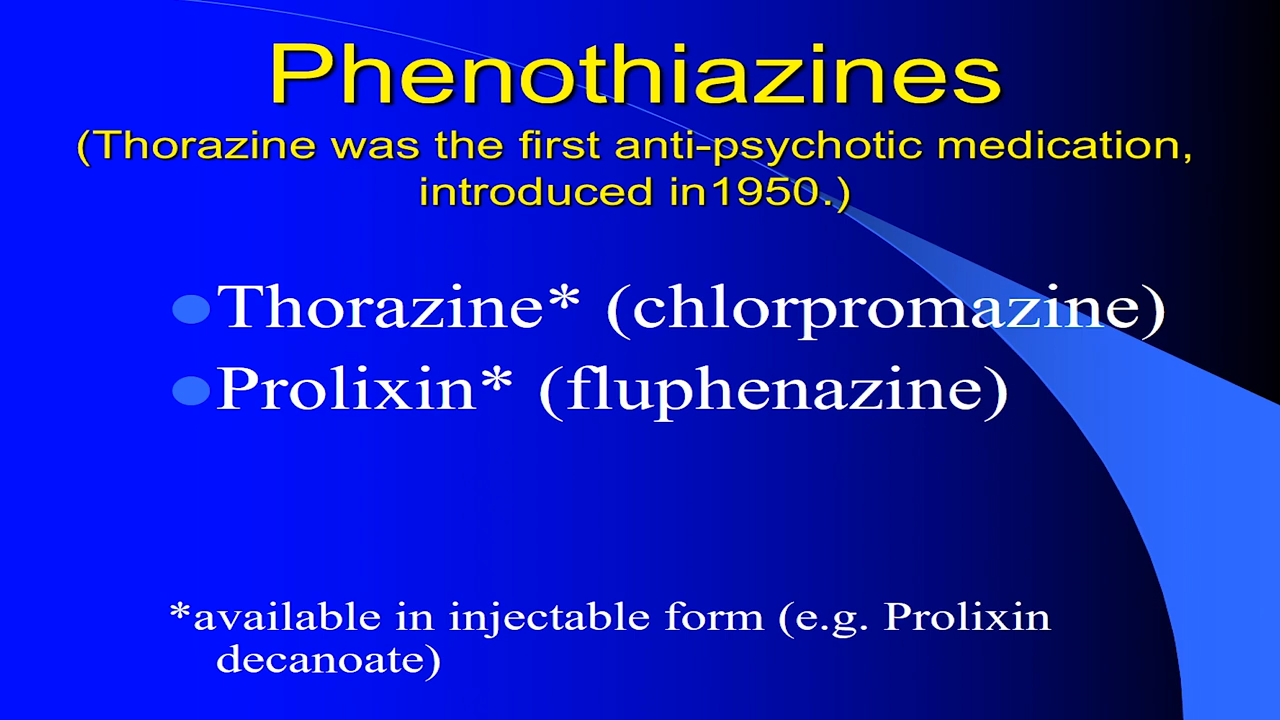 Phenothiazines
(Thorazine was the first anti-psychotic medication,
introduced in1950.)
Thorazine* (chlorpromazine)
Prolixin* (fluphenazine)
*available in injectable form (e.g. Prolixin
decanoate)